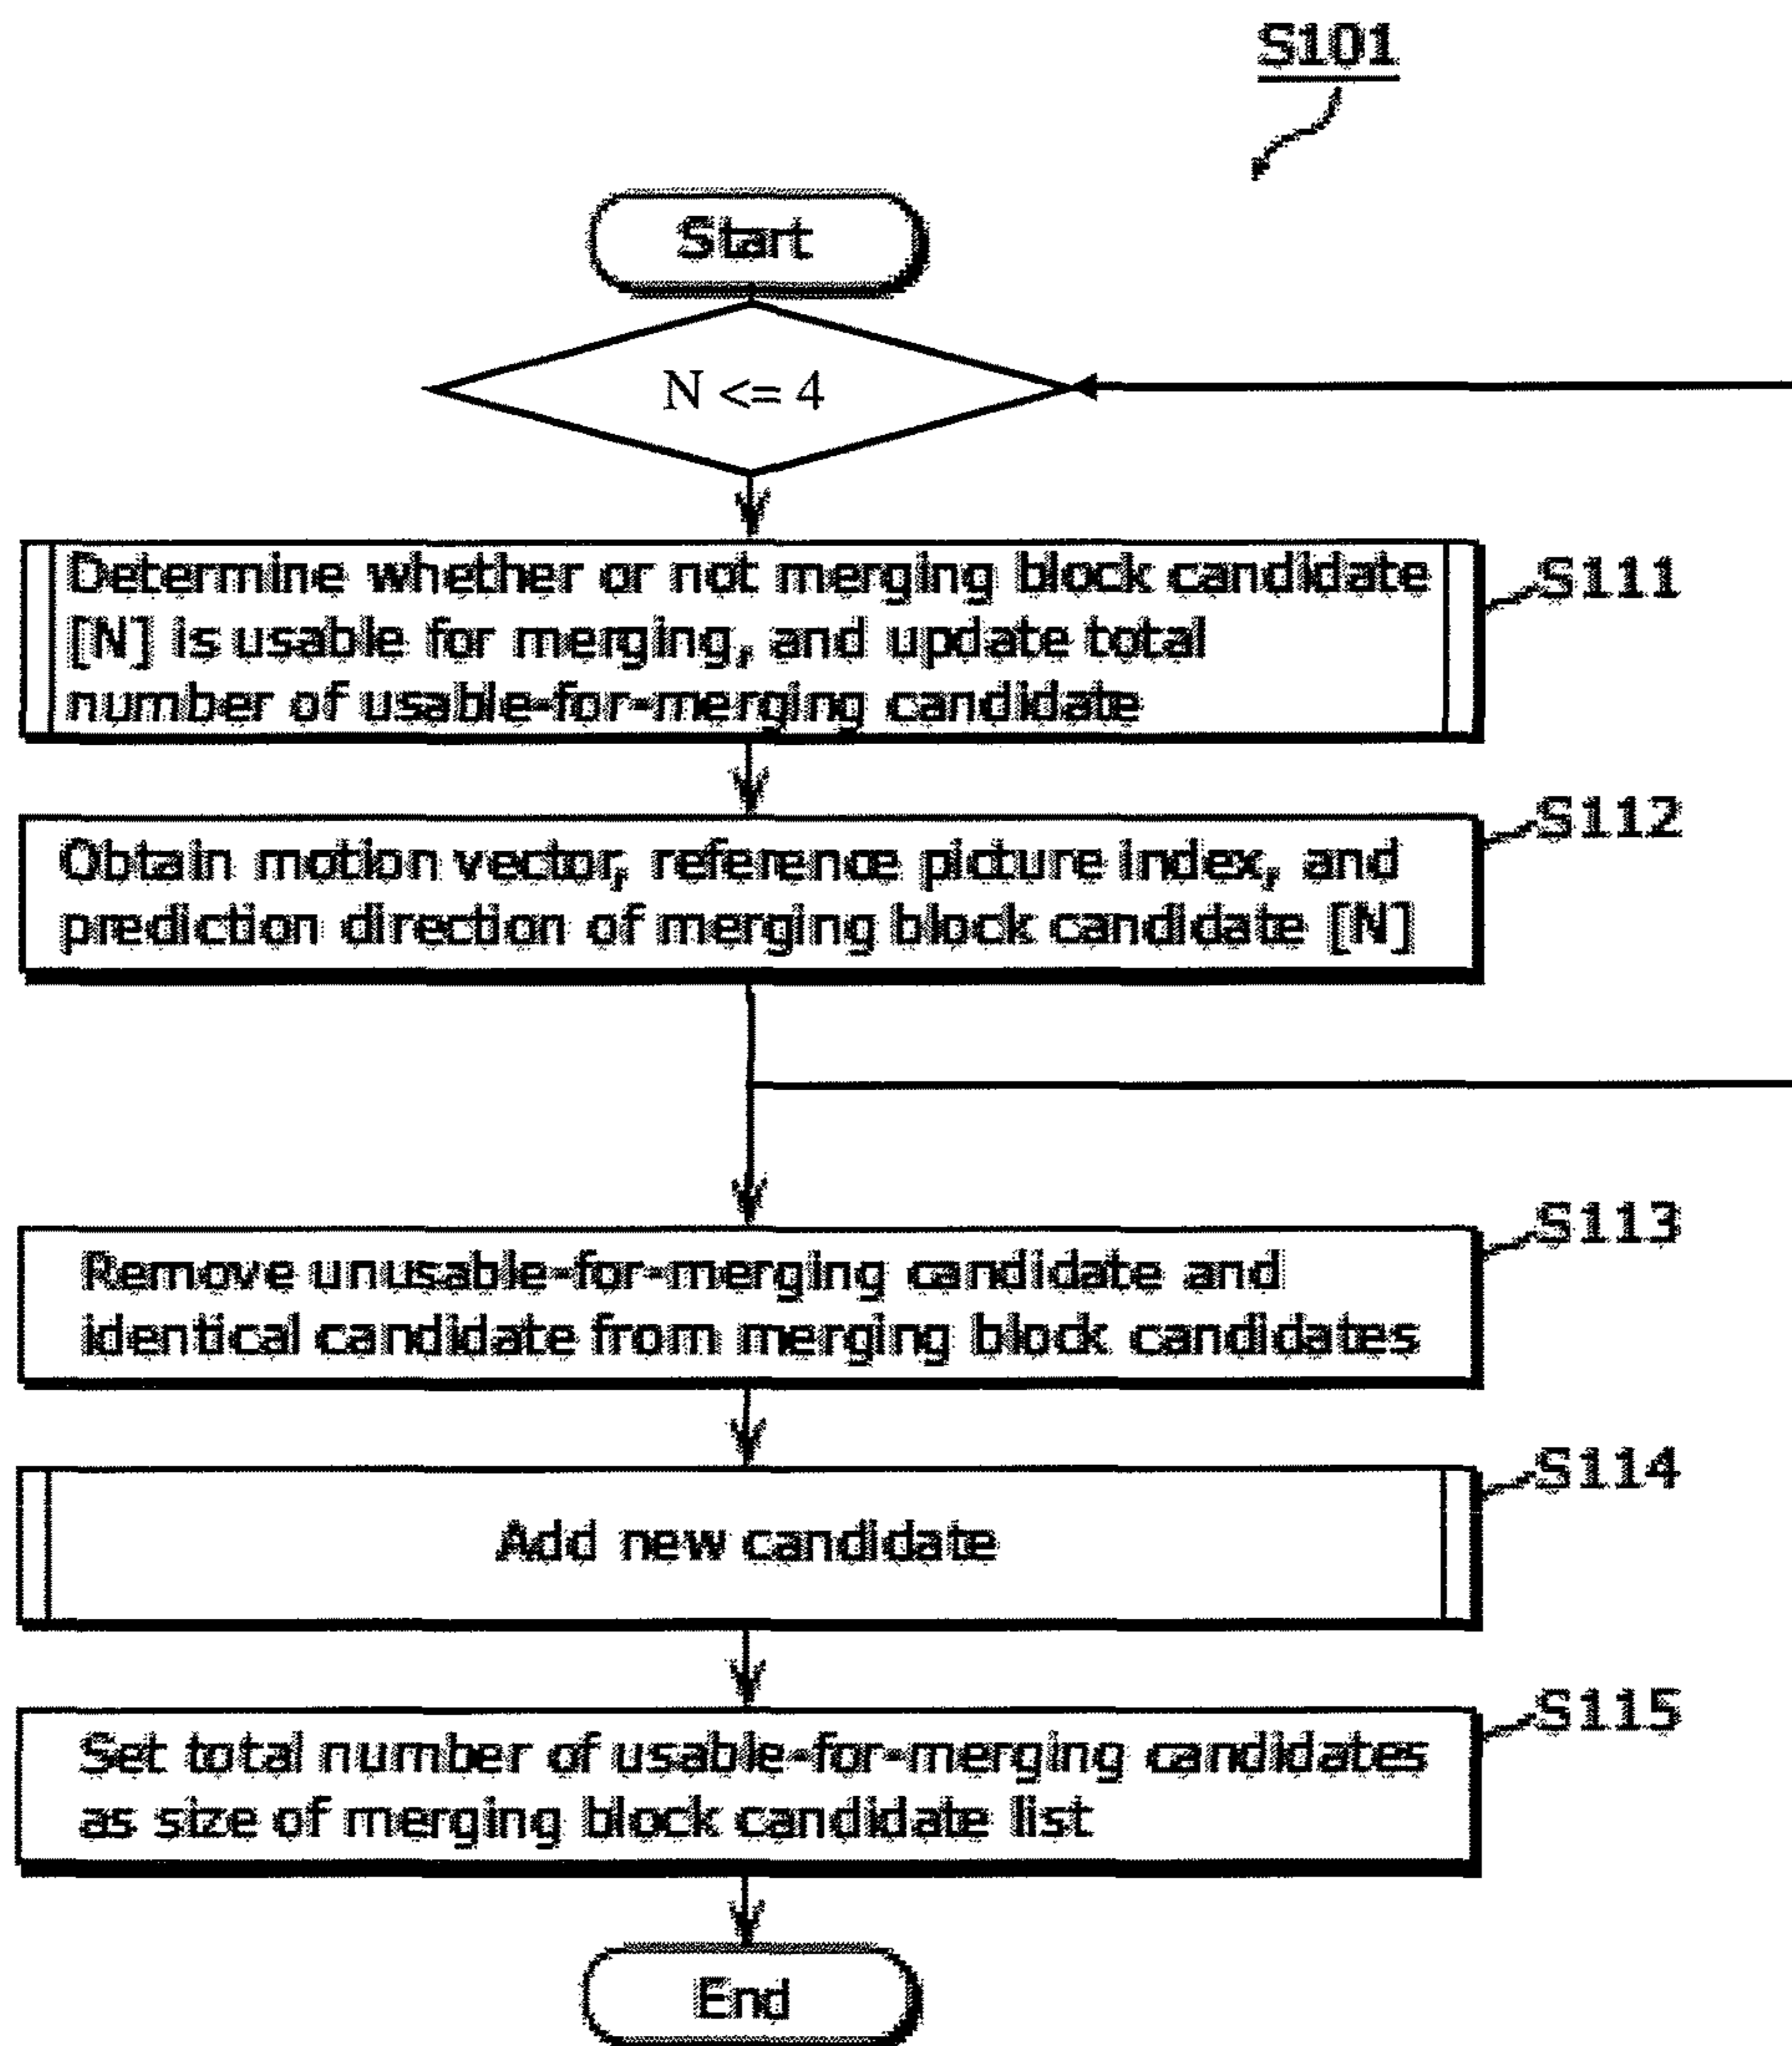 S101
Start
N <= 4
Determine whether or not merging block candidate
[N] is usable for merging, and update total
number of usable-for-merging candidate
S111
Obtain motion vector, reference picture index, and
prediction direction of merging block candidate [N]
S112
Remove unusable-for-merging candidate and
identical candidate from merging block candidates
S113
Add new candidate
S114
Set total number of usable-for-merging candidates
as size of merging block candidate list
S115
End